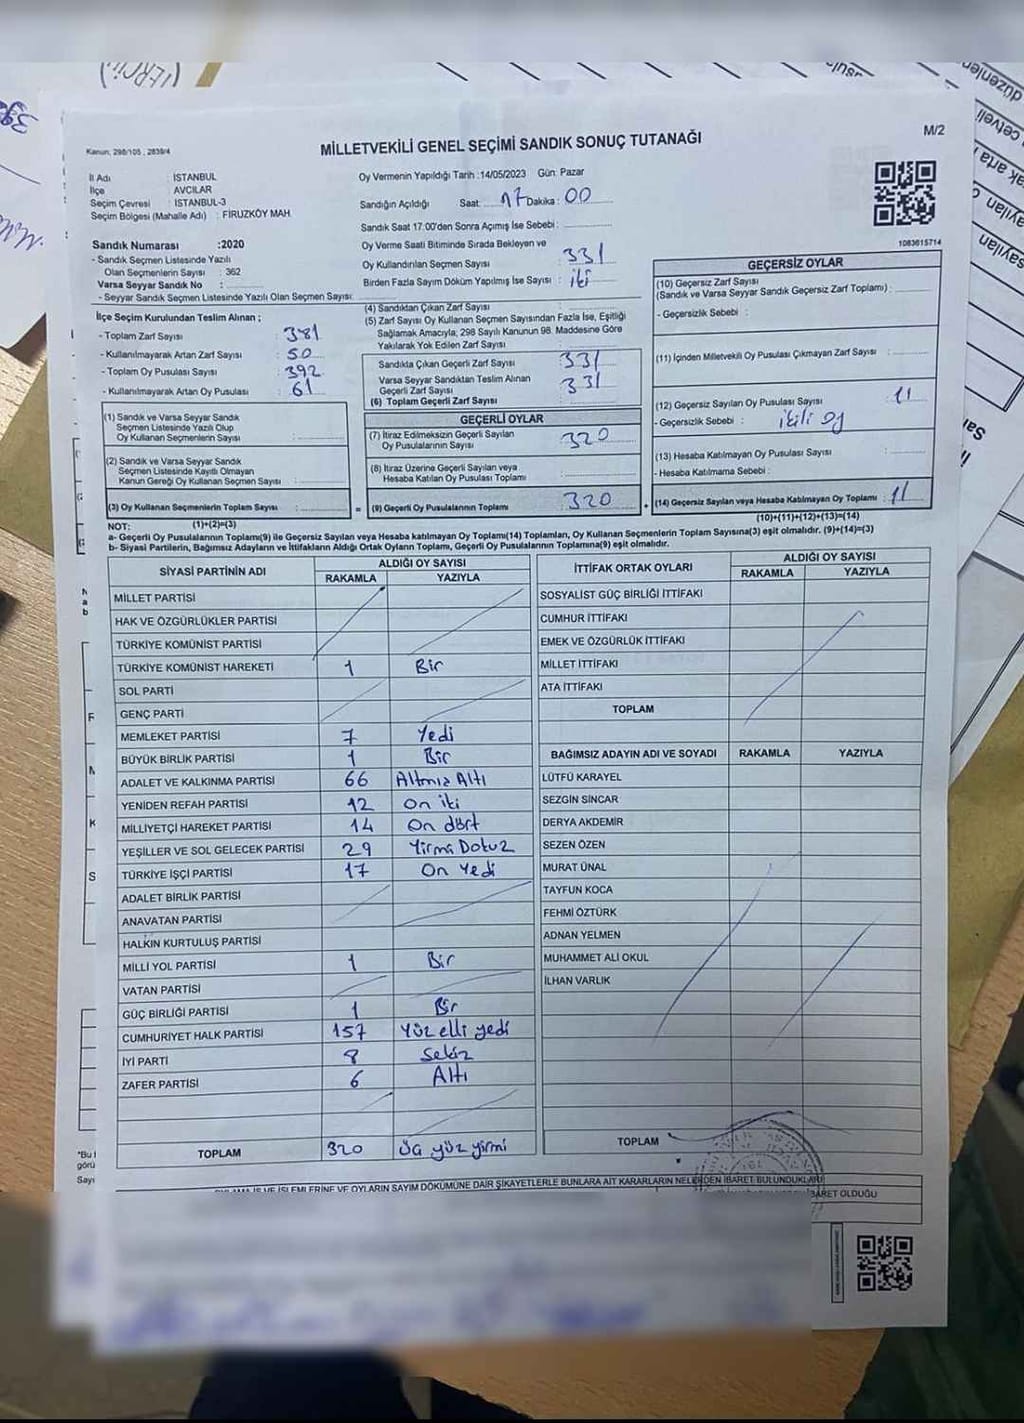 MİLLETVEKİLİ GENEL SEÇİMİ SANDIK SONUÇ TUTANAĞI
M/2
Kanun: 298/105 ; 2839/4
İl Adı : İSTANBUL
İlçe : AVCILAR
Seçim Çevresi : İSTANBUL-3
Seçim Bölgesi (Mahalle Adı) : FİRUZKÖY MAH.
Sandık Numarası :2020
- Sandık Seçmen Listesinde Yazılı
Olan Seçmenlerin Sayısı : 362
Varsa Seyyar Sandık No :
- Seyyar Sandık Seçmen Listesinde Yazılı Olan Seçmen Sayısı:
İlçe Seçim Kurulundan Teslim Alınan ;
- Toplam Zarf Sayısı : 381
- Kullanılmayarak Artan Zarf Sayısı : 50
- Toplam Oy Pusulası Sayısı : 392
- Kullanılmayarak Artan Oy Pusulası : 61
(1) Sandık ve Varsa Seyyar Sandık
Seçmen Listesinde Yazılı Olup
Oy Kullanan Seçmenlerin Sayısı :
(2) Sandık ve Varsa Seyyar Sandık
Seçmen Listesinde Kayıtlı Olmayan
Kanun Gereği Oy Kullanan Seçmen Sayısı :
(3) Oy Kullanan Seçmenlerin Toplam Sayısı :
(1)+(2)=(3)
Oy Vermenin Yapıldığı Tarih :14/05/2023 Gün: Pazar
Sandığın Açıldığı Saat: 17 Dakika : 00
Sandık Saat 17.00'den Sonra Açımış İse Sebebi :
Oy Verme Saati Bitiminde Sırada Bekleyen ve
Oy Kullandırılan Seçmen Sayısı : 331
Birden Fazla Sayım Döküm Yapılmış İse Sayısı : iki
(4) Sandıktan Çıkan Zarf Sayısı :
(5) Zarf Sayısı Oy Kullanan Seçmen Sayısından Fazla İse, Eşitliği
Sağlamak Amacıyla; 298 Sayılı Kanunun 98. Maddesine Göre
Yakılarak Yok Edilen Zarf Sayısı :
Sandıkta Çıkan Geçerli Zarf Sayısı : 331
Varsa Seyyar Sandıktan Teslim Alınan
Geçerli Zarf Sayısı : 331
(6) Toplam Geçerli Zarf Sayısı :
GEÇERLİ OYLAR
(7) İtiraz Edilmeksizin Geçerli Sayılan
Oy Pusulalarının Sayısı : 320
(8) İtiraz Üzerine Geçerli Sayılan veya
Hesaba Katılan Oy Pusulası Toplamı :
= (9) Geçerli Oy Pusulalarının Toplamı : 320
1083615714
GEÇERSİZ OYLAR
(10) Geçersiz Zarf Sayısı
(Sandık ve Varsa Seyyar Sandık Geçersiz Zarf Toplamı) :
- Geçersizlik Sebebi :
(11) İçinden Milletvekili Oy Pusulası Çıkmayan Zarf Sayısı :
(12) Geçersiz Sayılan Oy Pusulası Sayısı : 11
- Geçersizlik Sebebi : ikili oy
(13) Hesaba Katılmayan Oy Pusulası Sayısı :
- Hesaba Katılmama Sebebi :
+ (14) Geçersiz Sayılan veya Hesaba Katılmayan Oy Toplamı : 11
(10)+(11)+(12)+(13)=(14)
NOT:
a- Geçerli Oy Pusulalarının Toplamı(9) ile Geçersiz Sayılan veya Hesaba katılmayan Oy Toplamı(14) Toplamları, Oy Kullanan Seçmenlerin Toplam Sayısına(3) eşit olmalıdır. (9)+(14)=(3)
b- Siyasi Partilerin, Bağımsız Adayların ve İttifakların Aldığı Ortak Oyların Toplamı, Geçerli Oy Pusulalarının Toplamına(9) eşit olmalıdır.
SİYASİ PARTİNİN ADI ALDIĞI OY SAYISI
RAKAMLA YAZIYLA
MİLLET PARTİSİ
HAK VE ÖZGÜRLÜKLER PARTİSİ
TÜRKİYE KOMÜNİST PARTİSİ
TÜRKİYE KOMÜNİST HAREKETİ 1 Bir
SOL PARTİ
GENÇ PARTİ
MEMLEKET PARTİSİ 7 Yedi
BÜYÜK BİRLİK PARTİSİ 1 Bir
ADALET VE KALKINMA PARTİSİ 66 Altmış Altı
YENİDEN REFAH PARTİSİ 12 On iki
MİLLİYETÇİ HAREKET PARTİSİ 14 On dört
YEŞİLLER VE SOL GELECEK PARTİSİ 29 Yirma Dokuz
TÜRKİYE İŞÇİ PARTİSİ 17 On Yedi
ADALET BİRLİK PARTİSİ
ANAVATAN PARTİSİ
HALKIN KURTULUŞ PARTİSİ
MİLLİ YOL PARTİSİ 1 Bir
VATAN PARTİSİ
GÜÇ BİRLİĞİ PARTİSİ 1 Bir
CUMHURİYET HALK PARTİSİ 157 Yüz elli yedi
İYİ PARTİ 8 Sekiz
ZAFER PARTİSİ 6 Altı
TOPLAM 320 Üç yüz yirmi
İTTİFAK ORTAK OYLARI ALDIĞI OY SAYISI
RAKAMLA YAZIYLA
SOSYALİST GÜÇ BİRLİĞİ İTTİFAKI
CUMHUR İTTİFAKI
EMEK VE ÖZGÜRLÜK İTTİFAKI
MİLLET İTTİFAKI
ATA İTTİFAKI
TOPLAM
BAĞIMSIZ ADAYIN ADI VE SOYADI RAKAMLA YAZIYLA
LÜTFÜ KARAYEL
SEZGİN SİNCAR
DERYA AKDEMİR
SEZEN ÖZEN
MURAT ÜNAL
TAYFUN KOCA
FEHMİ ÖZTÜRK
ADNAN YELMEN
MUHAMMET ALİ OKUL
İLHAN VARLIK
TOPLAM
İŞLEMLERİNE VE OYLARIN SAYIM DÖKÜMÜNE DAİR ŞİKAYETLERLE BUNLARA AİT KARARLARIN NELERDEN İBARET BULUNDUKLARI
İBARET OLDUĞU